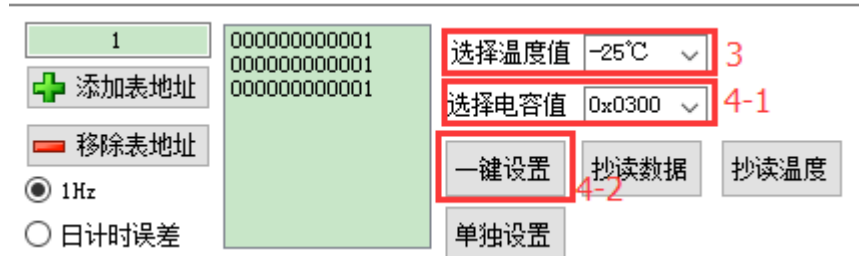 1
000000000001
000000000001
000000000001
添加表地址
移除表地址
1Hz
日计时误差
选择温度值 -25℃ 3
选择电容值 0x0300 4-1
一键设置 抄读数据 抄读温度
4-2
单独设置